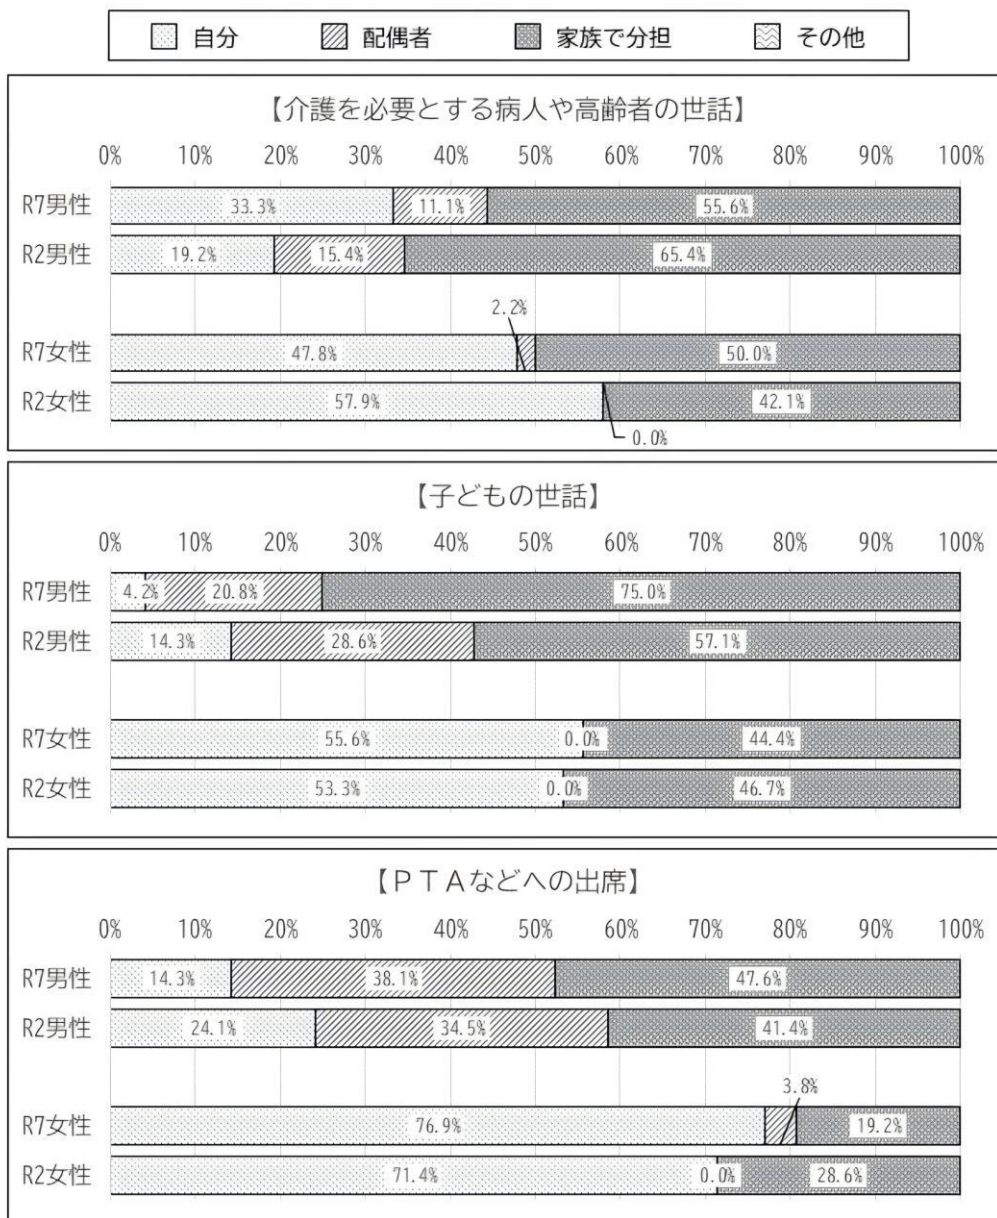 自分 配偶者 家族で分担 その他
【介護を必要とする病人や高齢者の世話】
0% 10% 20% 30% 40% 50% 60% 70% 80% 90% 100%
R7男性 33.3% 11.1% 55.6%
R2男性 19.2% 15.4% 65.4%
2.2%
R7女性 47.8% 50.0%
R2女性 57.9% 42.1%
0.0%
【子どもの世話】
0% 10% 20% 30% 40% 50% 60% 70% 80% 90% 100%
R7男性 4.2% 20.8% 75.0%
R2男性 14.3% 28.6% 57.1%
R7女性 55.6% 0.0% 44.4%
R2女性 53.3% 0.0% 46.7%
【ＰＴＡなどへの出席】
0% 10% 20% 30% 40% 50% 60% 70% 80% 90% 100%
R7男性 14.3% 38.1% 47.6%
R2男性 24.1% 34.5% 41.4%
3.8%
R7女性 76.9% 19.2%
R2女性 71.4% 0.0% 28.6%